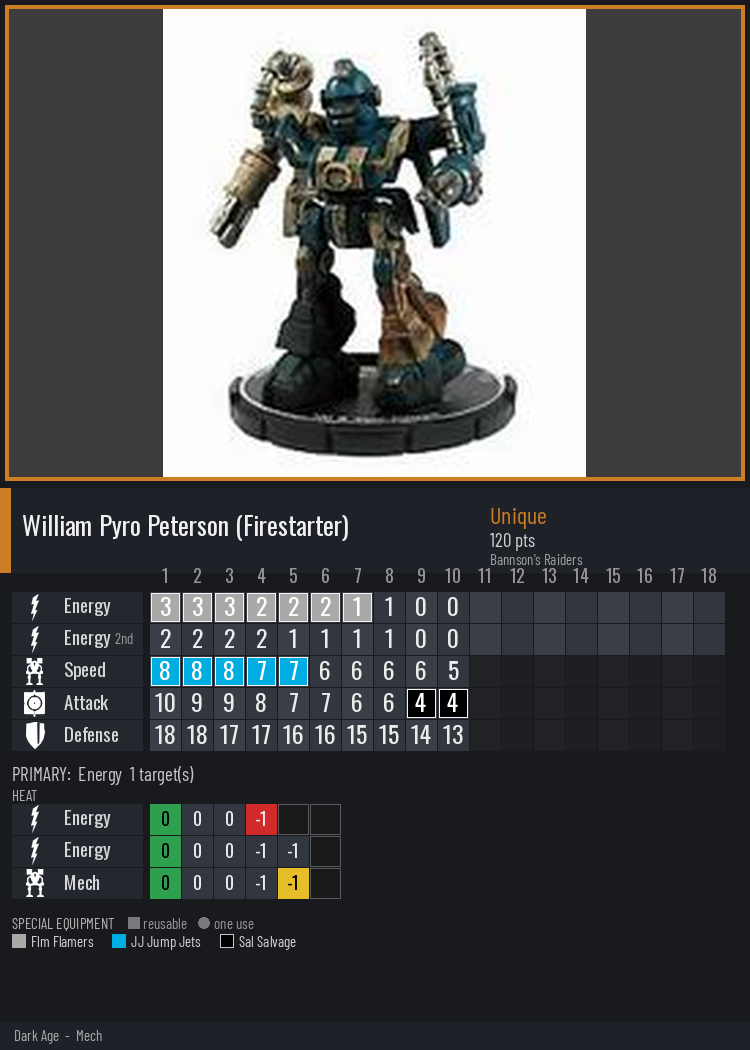 William Pyro Peterson (Firestarter)
Unique
120 pts
Bannson's Raiders
1 2 3 4 5 6 7 8 9 10 11 12 13 14 15 16 17 18
Energy 3 3 3 2 2 2 1 1 0 0
Energy 2nd 2 2 2 2 1 1 1 1 0 0
Speed 8 8 8 7 7 6 6 6 6 5
Attack 10 9 9 8 7 7 6 6 4 4
Defense 18 18 17 17 16 16 15 15 14 13
PRIMARY: Energy 1 target(s)
HEAT
Energy 0 0 0 -1
Energy 0 0 0 -1 -1
Mech 0 0 0 -1 -1
SPECIAL EQUIPMENT reusable one use
Flm Flamers JJ Jump Jets Sal Salvage
Dark Age - Mech